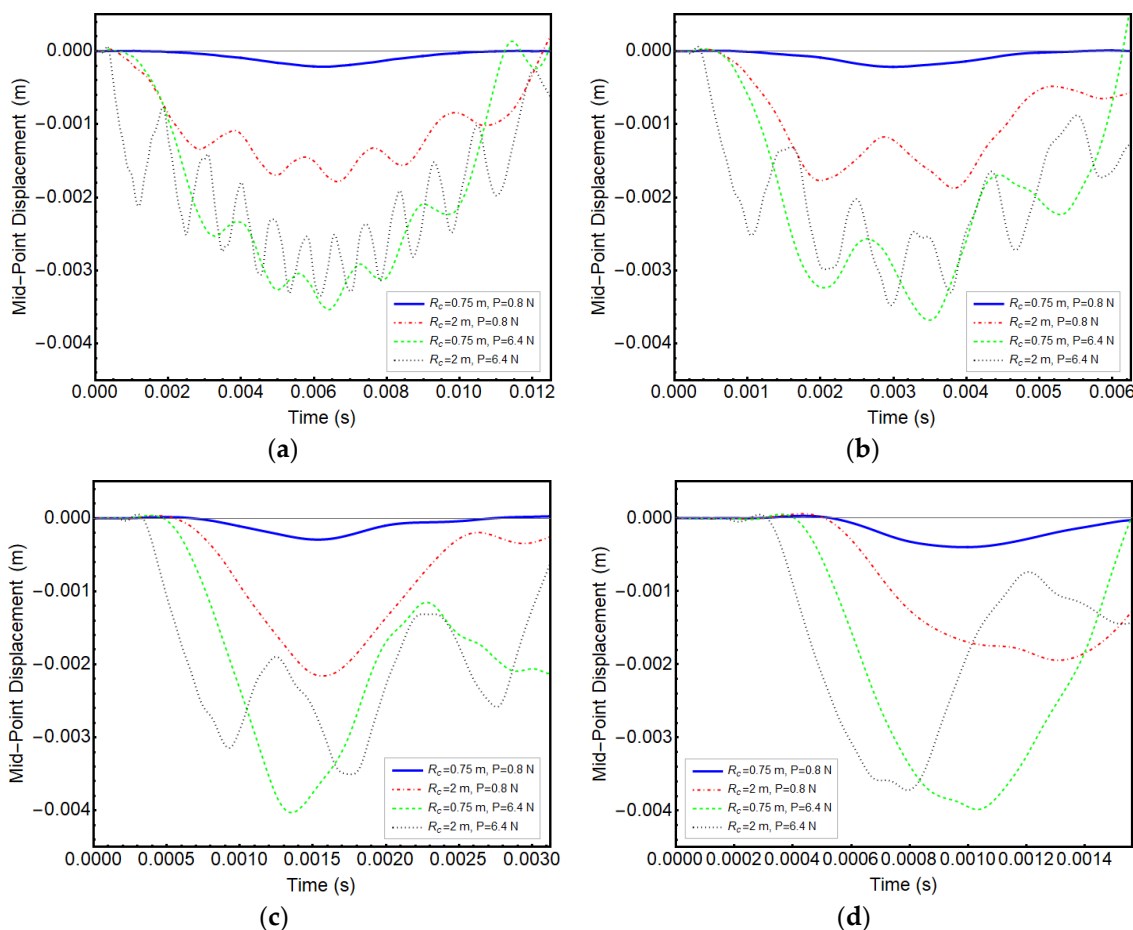 0.000
−0.001
−0.002
−0.003
−0.004
Mid−Point Displacement (m)
R_c=0.75 m, P=0.8 N
R_c=2 m, P=0.8 N
R_c=0.75 m, P=6.4 N
R_c=2 m, P=6.4 N
0.000 0.002 0.004 0.006 0.008 0.010 0.012
Time (s)
(a)
0.000
−0.001
−0.002
−0.003
−0.004
Mid−Point Displacement (m)
R_c=0.75 m, P=0.8 N
R_c=2 m, P=0.8 N
R_c=0.75 m, P=6.4 N
R_c=2 m, P=6.4 N
0.000 0.001 0.002 0.003 0.004 0.005 0.006
Time (s)
(b)
0.000
−0.001
−0.002
−0.003
−0.004
Mid−Point Displacement (m)
R_c=0.75 m, P=0.8 N
R_c=2 m, P=0.8 N
R_c=0.75 m, P=6.4 N
R_c=2 m, P=6.4 N
0.0000 0.0005 0.0010 0.0015 0.0020 0.0025 0.0030
Time (s)
(c)
0.000
−0.001
−0.002
−0.003
−0.004
Mid−Point Displacement (m)
R_c=0.75 m, P=0.8 N
R_c=2 m, P=0.8 N
R_c=0.75 m, P=6.4 N
R_c=2 m, P=6.4 N
0.0000 0.0002 0.0004 0.0006 0.0008 0.0010 0.0012 0.0014
Time (s)
(d)